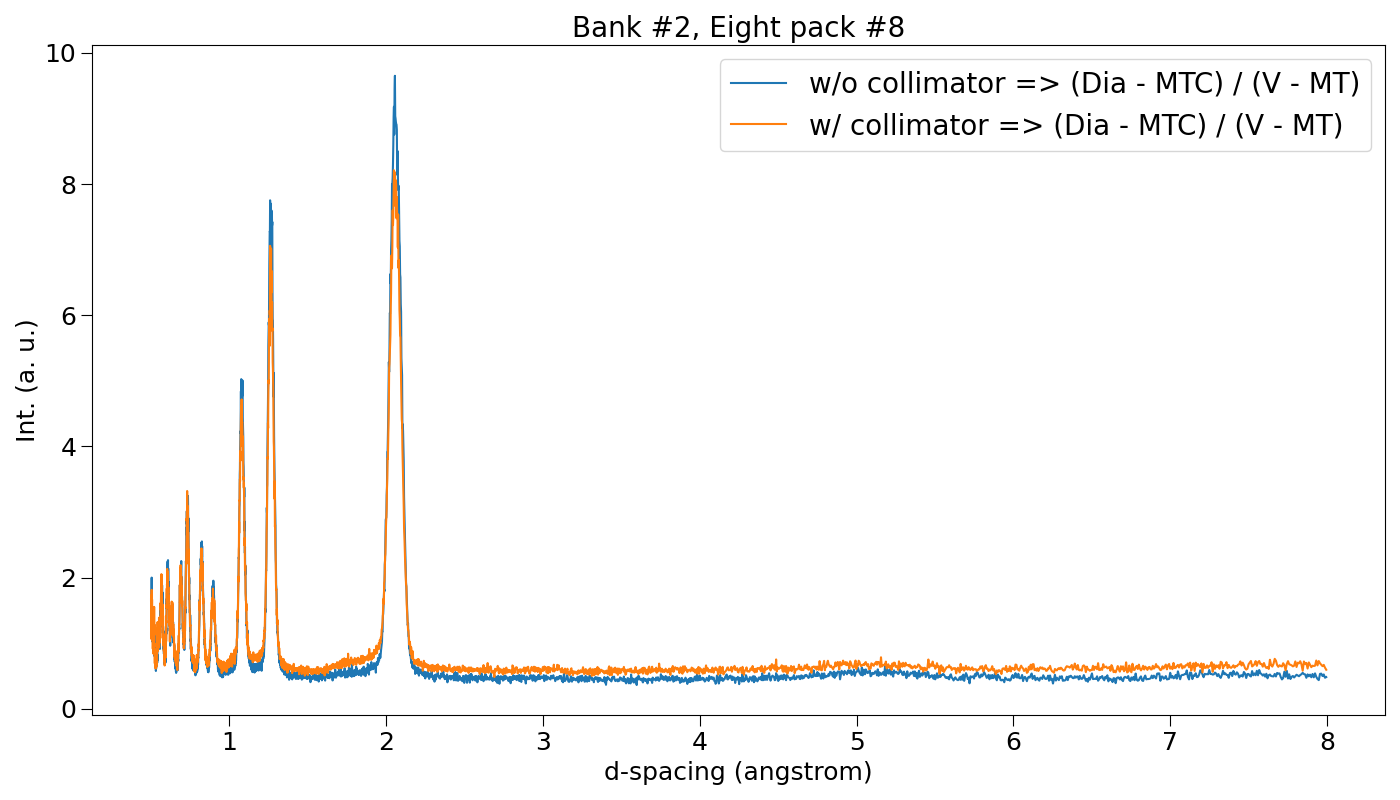 Bank #2, Eight pack #8
w/o collimator => (Dia - MTC) / (V - MT)
w/ collimator => (Dia - MTC) / (V - MT)
Int. (a. u.)
10
8
6
4
2
0
1 2 3 4 5 6 7 8
d-spacing (angstrom)